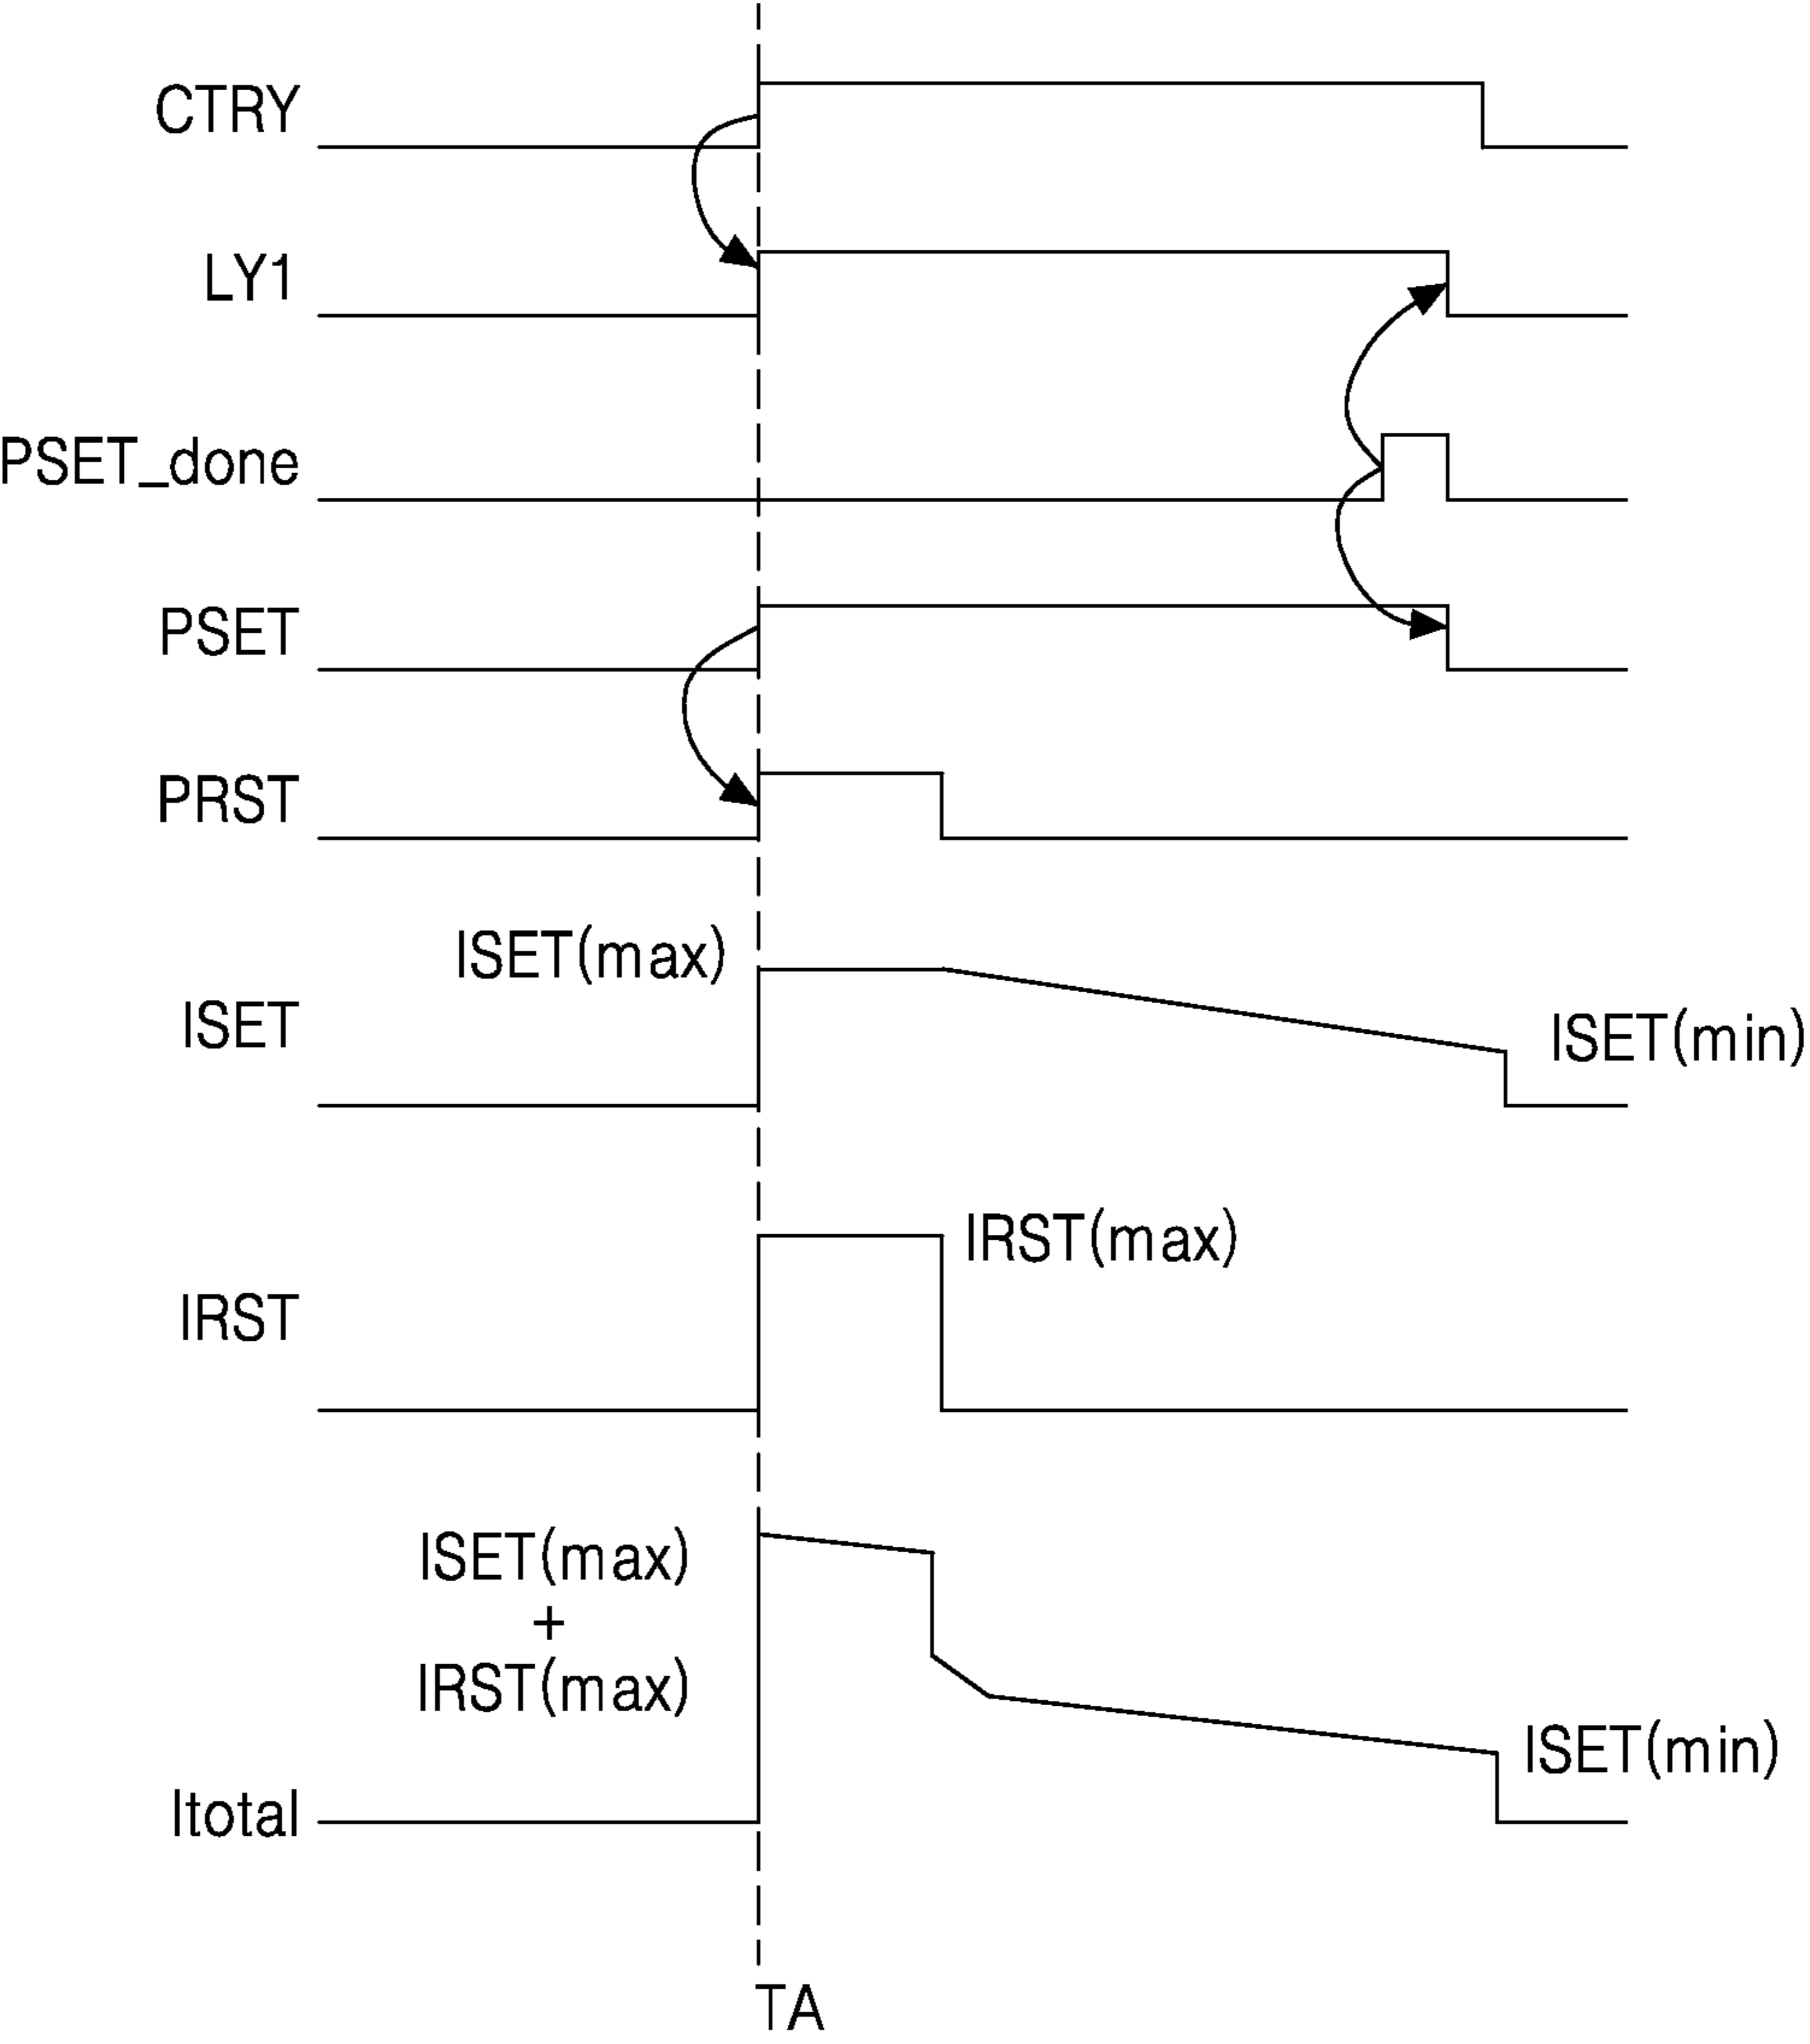 CTRY
LY1
PSET_done
PSET
PRST
ISET(max)
ISET
ISET(min)
IRST(max)
IRST
ISET(max)
+
IRST(max)
ISET(min)
Itotal
TA